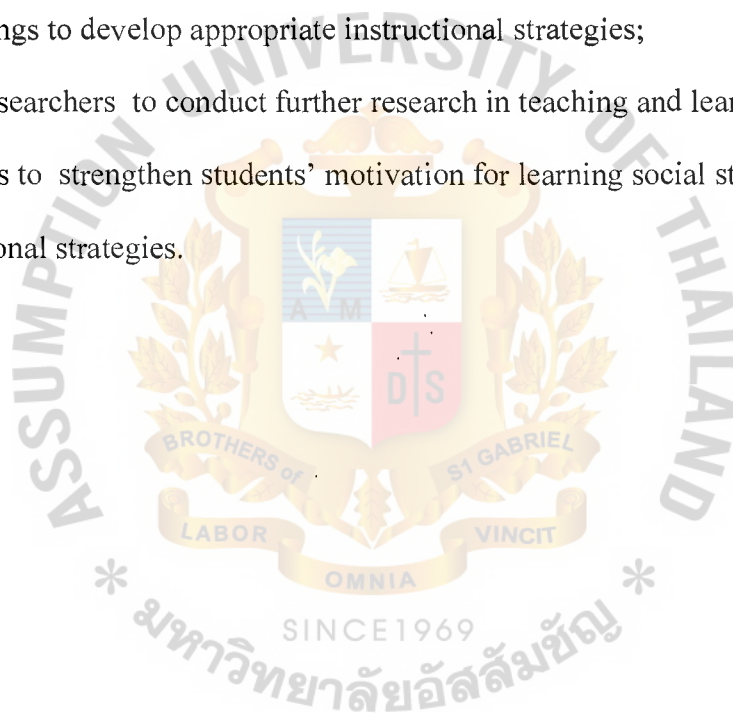 ngs to develop appropriate instructional strategies;
searchers to conduct further research in teaching and lear
s to strengthen students' motivation for learning social st
onal strategies.
ASSUMPTION UNIVERSITY OF THAILAND
A M
D S
BROTHERS of ST GABRIEL
LABOR OMNIA VINCIT
SINCE1969
* มหาวิทยาลัยอัสสัมชัญ *